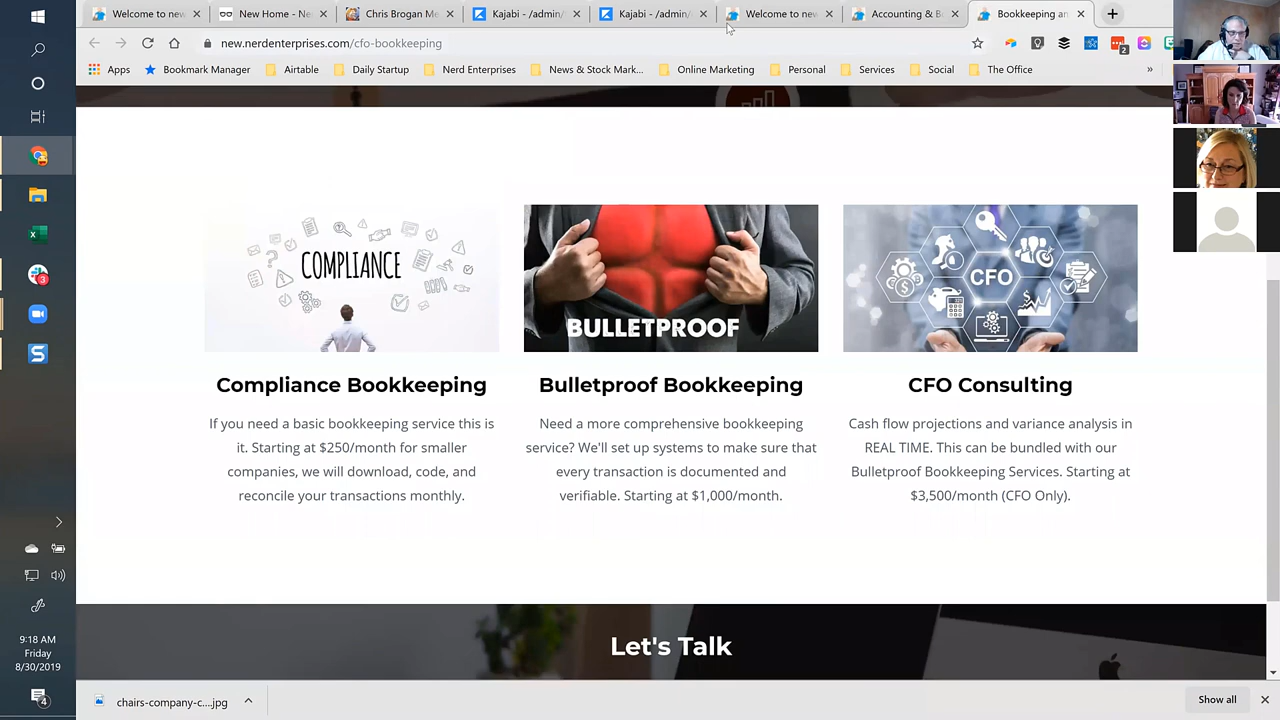 Welcome to new
New Home - Ne
Chris Brogan Me
Kajabi - /admin/
Kajabi - /admin/
Welcome to new
Accounting & B
Bookkeeping an
new.nerdenterprises.com/cfo-bookkeeping
2
Apps
Bookmark Manager
Airtable
Daily Startup
Nerd Enterp
News & Stock Mark...
Online Marketing
Personal
Services
Social
»
COMPLIANCE
BULLETPROOF
CFO
Compliance Bookkeeping
Bulletproof Bookkeeping
CFO Consulting
If you need a basic bookkeeping service this is
it. Starting at $250/month for smaller
companies, we will download, code, and
reconcile your transactions monthly.
Need a more comprehensive bookkeeping
service? We'll set up systems to make sure that
every transaction is documented and
verifiable. Starting at $1,000/month.
Cash flow projections and variance analysis in
REAL TIME. This can be bundled with our
Bulletproof Bookkeeping Services. Starting at
$3,500/month (CFO Only).
Let's Talk
3
9:18 AM
Friday
8/30/2019
4
chairs-company-c....jpg
Show all